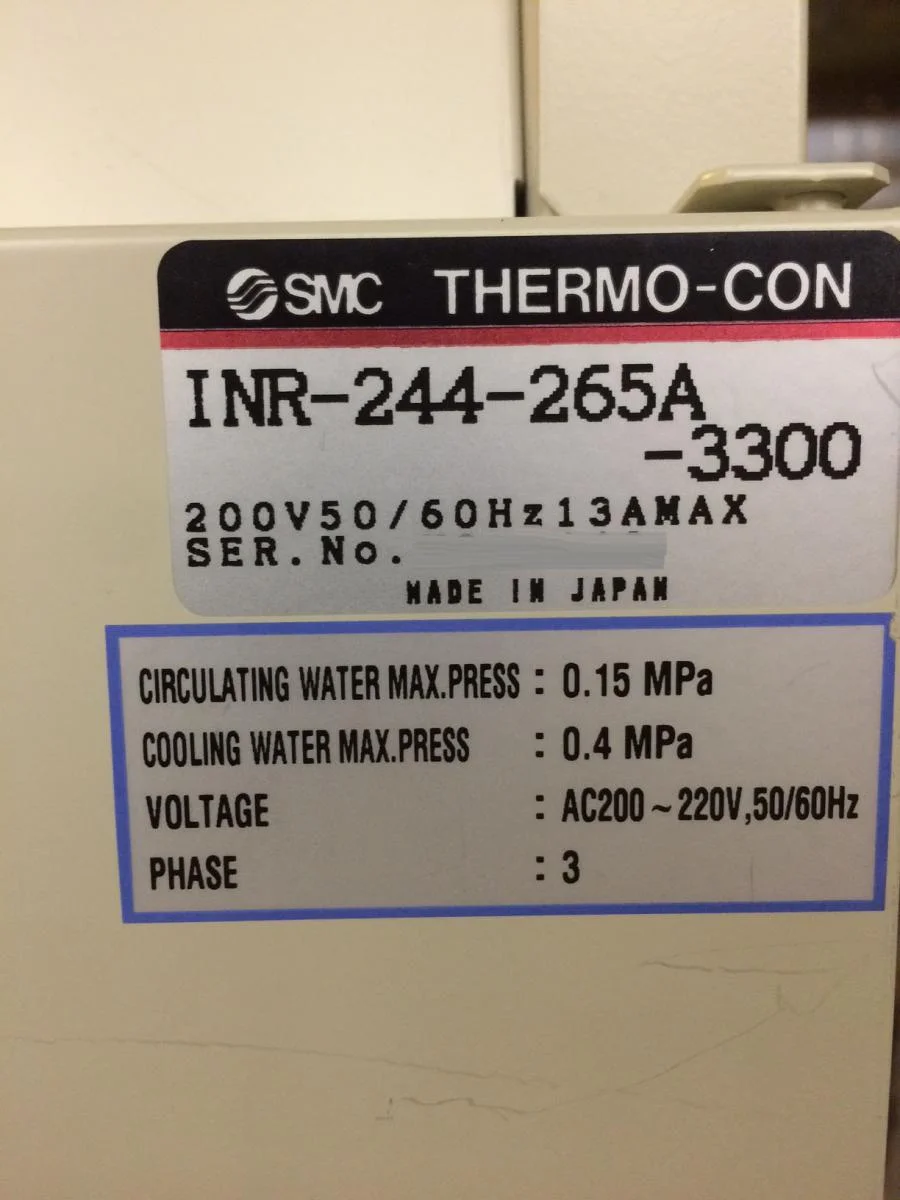 SMC THERMO-CON
INR-244-265A
-3300
200V50/60Hz13AMAX
SER.No.
MADE IN JAPAN
CIRCULATING WATER MAX.PRESS : 0.15 MPa
COOLING WATER MAX.PRESS : 0.4 MPa
VOLTAGE : AC200~220V,50/60Hz
PHASE : 3